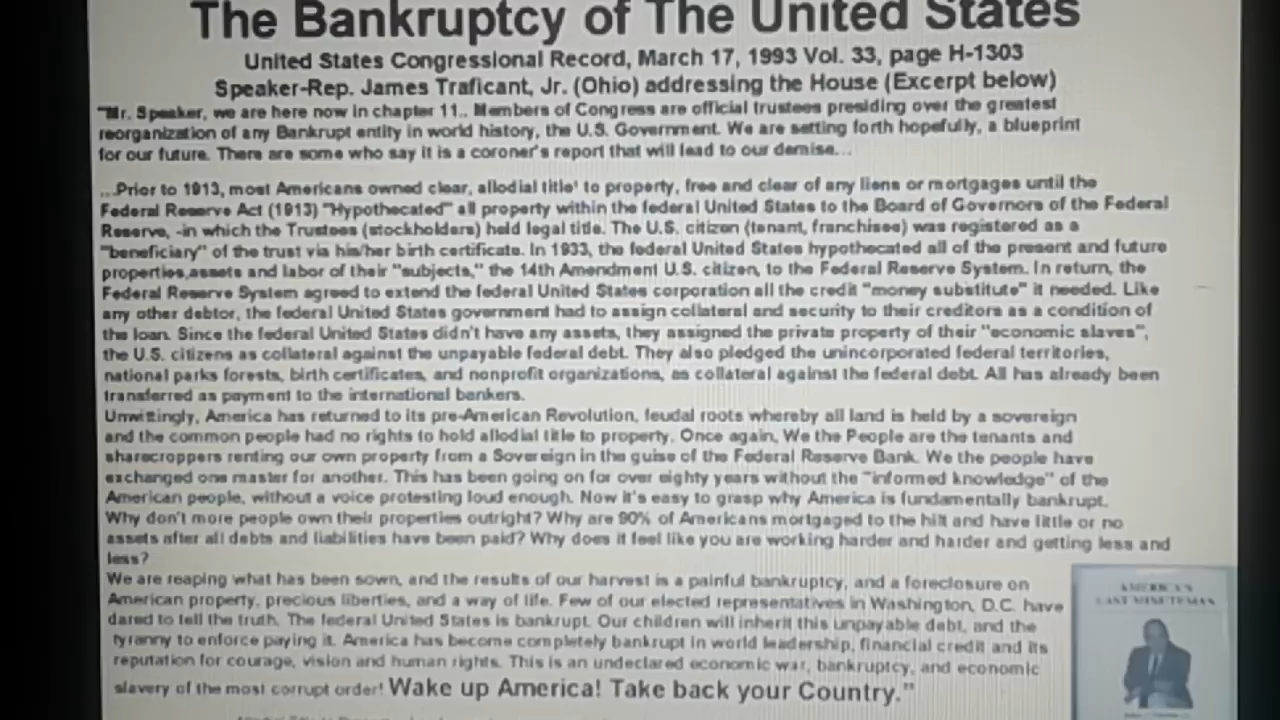 The Bankruptcy of The United States
United States Congressional Record, March 17, 1993 Vol. 33, page H-1303
Speaker-Rep. James Traficant, Jr. (Ohio) addressing the House (Excerpt below)
"Mr. Speaker, we are here now in chapter 11.. Members of Congress are official trustees presiding over the greatest
reorganization of any Bankrupt entity in world history, the U.S. Government. We are setting forth hopefully, a blueprint
for our future. There are some who say it is a coroner's report that will lead to our demise...
...Prior to 1913, most Americans owned clear, allodial title' to property, free and clear of any liens or mortgages until the
Federal Reserve Act (1913) "Hypothecated" all property within the federal United States to the Board of Governors of the Federal
Reserve, -in which the Trustees (stockholders) held legal title. The U.S. citizen (tenant, franchisee) was registered as a
"beneficiary" of the trust via his/her birth certificate. In 1933, the federal United States hypothecated all of the present and future
properties,assets and labor of their "subjects," the 14th Amendment U.S. citizen, to the Federal Reserve System. In return, the
Federal Reserve System agreed to extend the federal United States corporation all the credit "money substitute" it needed. Like
any other debtor, the federal United States government had to assign collateral and security to their creditors as a condition of
the loan. Since the federal United States didn't have any assets, they assigned the private property of their "economic slaves",
the U.S. citizens as collateral against the unpayable federal debt. They also pledged the unincorporated federal territories,
national parks forests, birth certificates, and nonprofit organizations, as collateral against the federal debt. All has already been
transferred as payment to the international bankers.
Unwittingly, America has returned to its pre-American Revolution, feudal roots whereby all land is held by a sovereign
and the common people had no rights to hold allodial title to property. Once again, We the People are the tenants and
sharecroppers renting our own property from a Sovereign in the guise of the Federal Reserve Bank. We the people have
exchanged one master for another. This has been going on for over eighty years without the "informed knowledge" of the
American people, without a voice protesting loud enough. Now it's easy to grasp why America is fundamentally bankrupt.
Why don't more people own their properties outright? Why are 90% of Americans mortgaged to the hilt and have little or no
assets after all debts and liabilities have been paid? Why does it feel like you are working harder and harder and getting less and
less?
We are reaping what has been sown, and the results of our harvest is a painful bankruptcy, and a foreclosure on
American property, precious liberties, and a way of life. Few of our elected representatives in Washington, D.C. have
dared to tell the truth. The federal United States is bankrupt. Our children will inherit this unpayable debt, and the
tyranny to enforce paying it. America has become completely bankrupt in world leadership, financial credit and its
reputation for courage, vision and human rights. This is an undeclared economic war, bankruptcy, and economic
slavery of the most corrupt order! Wake up America! Take back your Country."
AMERICA'S
LAST MINUTEMAN